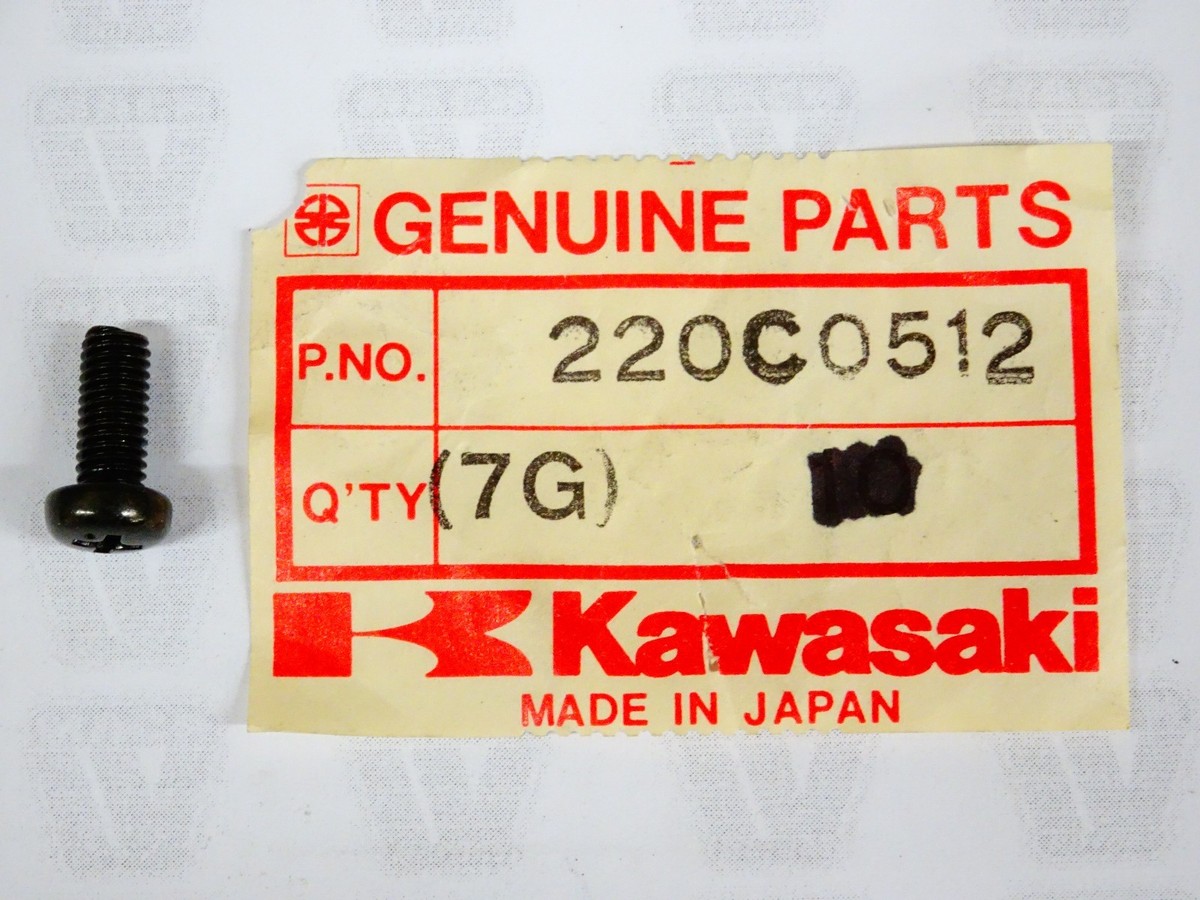 GENUINE PARTS
P.NO. 220C0512
Q'TY (7G)
Kawasaki
MADE IN JAPAN